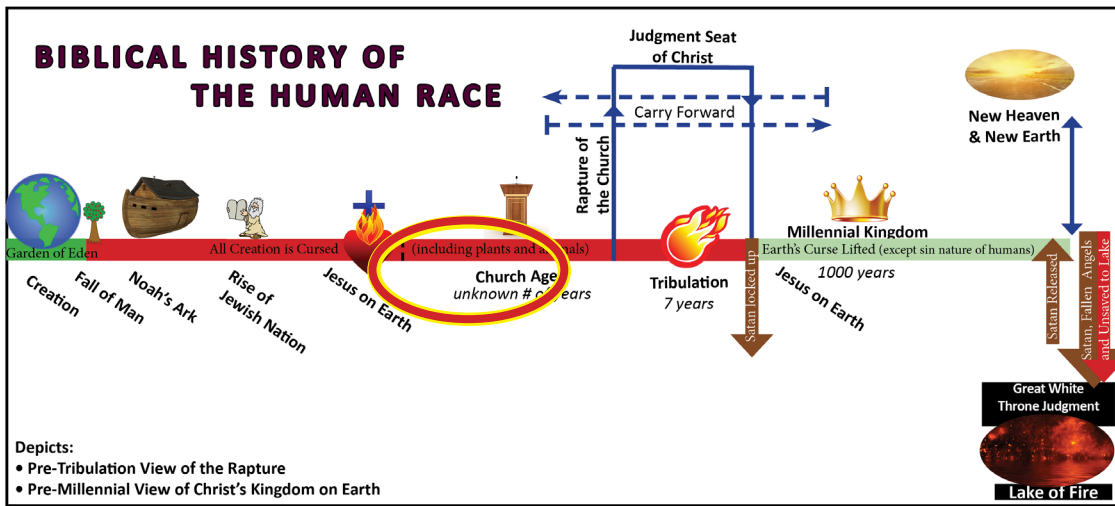 BIBLICAL HISTORY OF
THE HUMAN RACE
Judgment Seat
of Christ
Carry Forward
Rapture of
the Church
New Heaven
& New Earth
Garden of Eden
All Creation is Cursed
(including plants and animals)
Millennial Kingdom
Earth's Curse Lifted (except sin nature of humans)
1000 years
Creation
Fall of Man
Noah's Ark
Rise of
Jewish Nation
Jesus on Earth
Church Age
unknown # of years
Tribulation
7 years
Satan locked up
Jesus on Earth
Satan Released
Satan, Fallen Angels
and Unsaved to Lake
Great White
Throne Judgment
Lake of Fire
Depicts:
• Pre-Tribulation View of the Rapture
• Pre-Millennial View of Christ's Kingdom on Earth